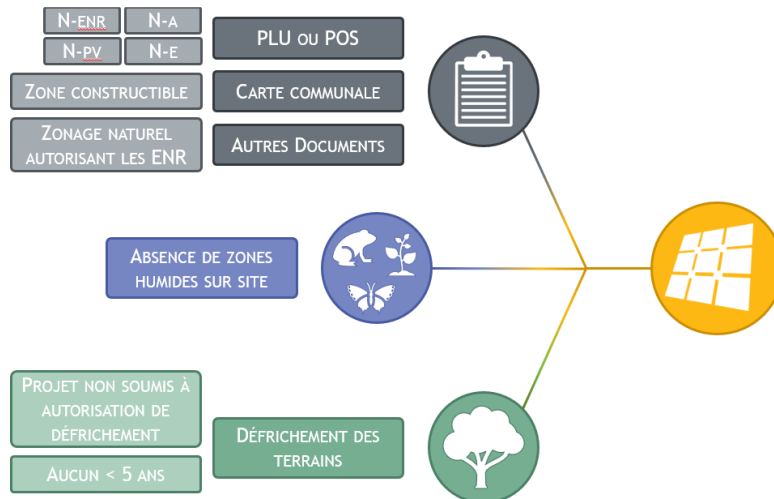 N-ENR
N-A
PLU OU POS
N-PV
N-E
ZONE CONSTRUCTIBLE
CARTE COMMUNALE
ZONAGE NATUREL
AUTORISANT LES ENR
AUTRES DOCUMENTS
ABSENCE DE ZONES
HUMIDES SUR SITE
PROJET NON SOUMIS À
AUTORISATION DE
DÉFRICHEMENT
DÉFRICHEMENT DES
TERRAINS
AUCUN < 5 ANS